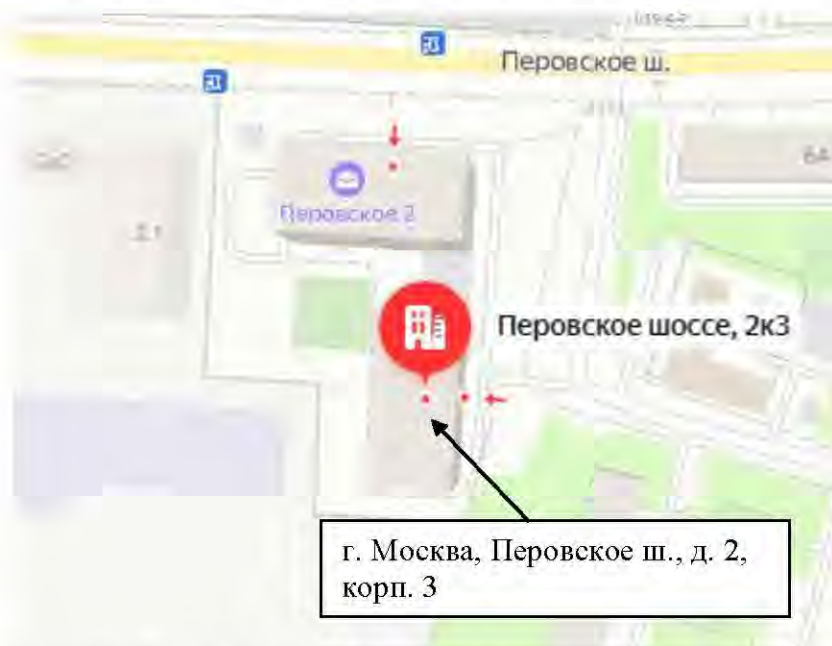 Перовское ш.
Перовское 2
Перовское шоссе, 2к3
г. Москва, Перовское ш., д. 2,
корп. 3